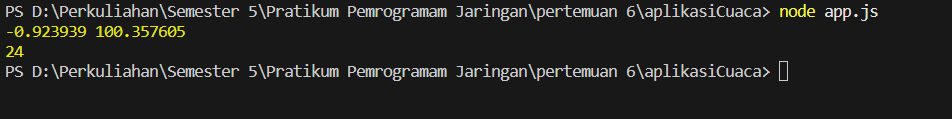 PS D:\Perkuliahan\Semester 5\Pratikum Pemrogramam Jaringan\pertemuan 6\aplikasiCuaca> node app.js
-0.923939 100.357605
24
PS D:\Perkuliahan\Semester 5\Pratikum Pemrogramam Jaringan\pertemuan 6\aplikasiCuaca>